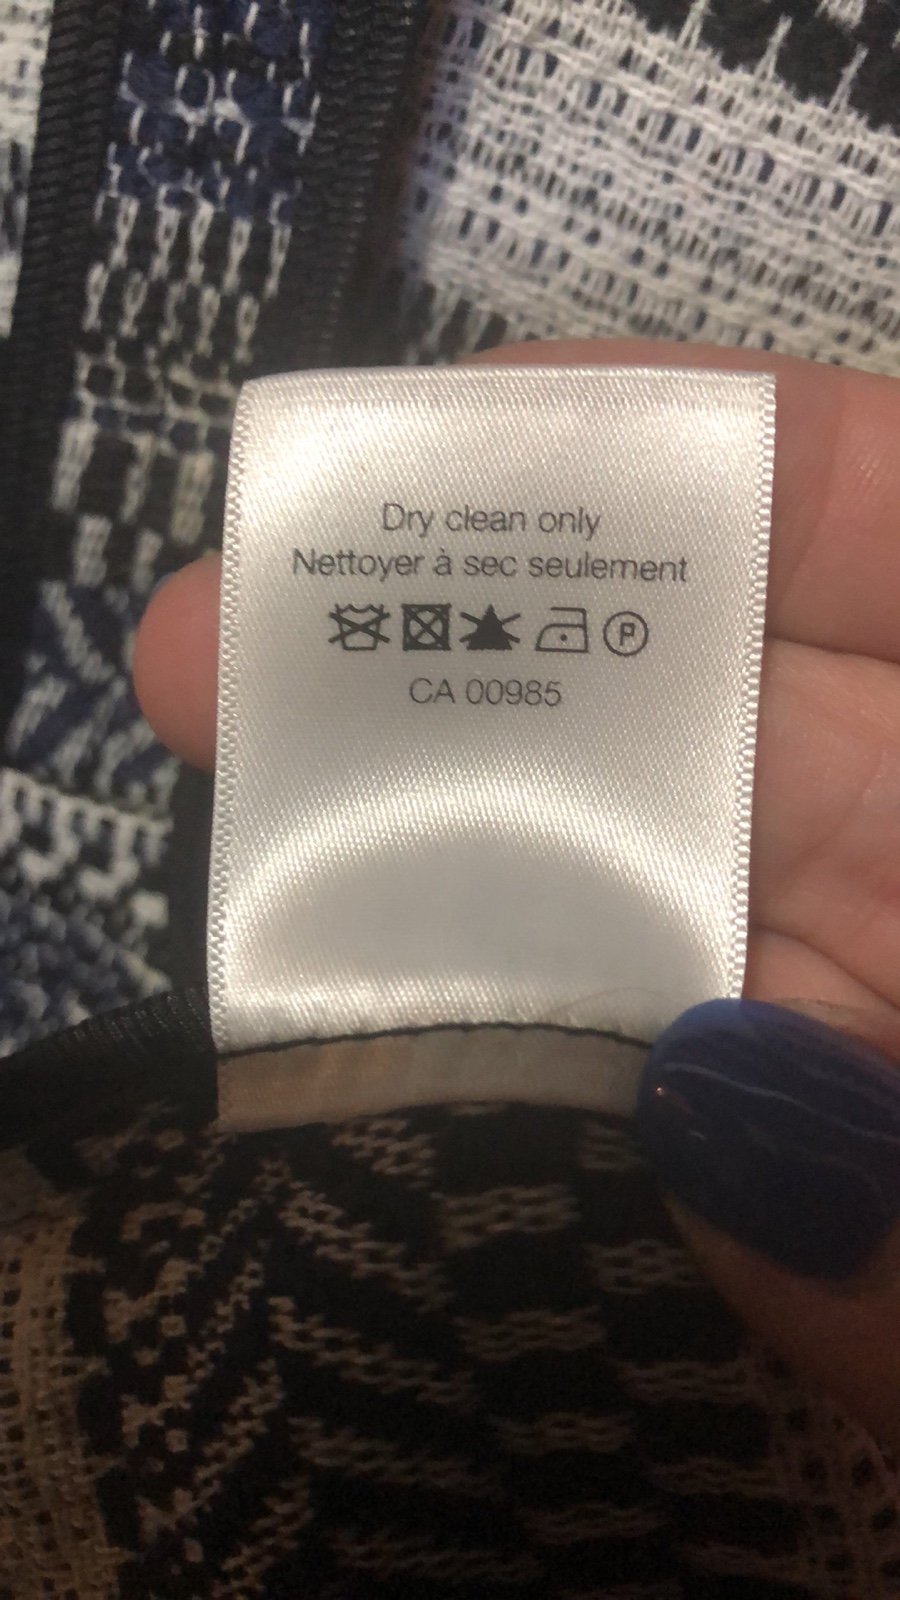 Dry clean only
Nettoyer à sec seulement
P
CA 00985